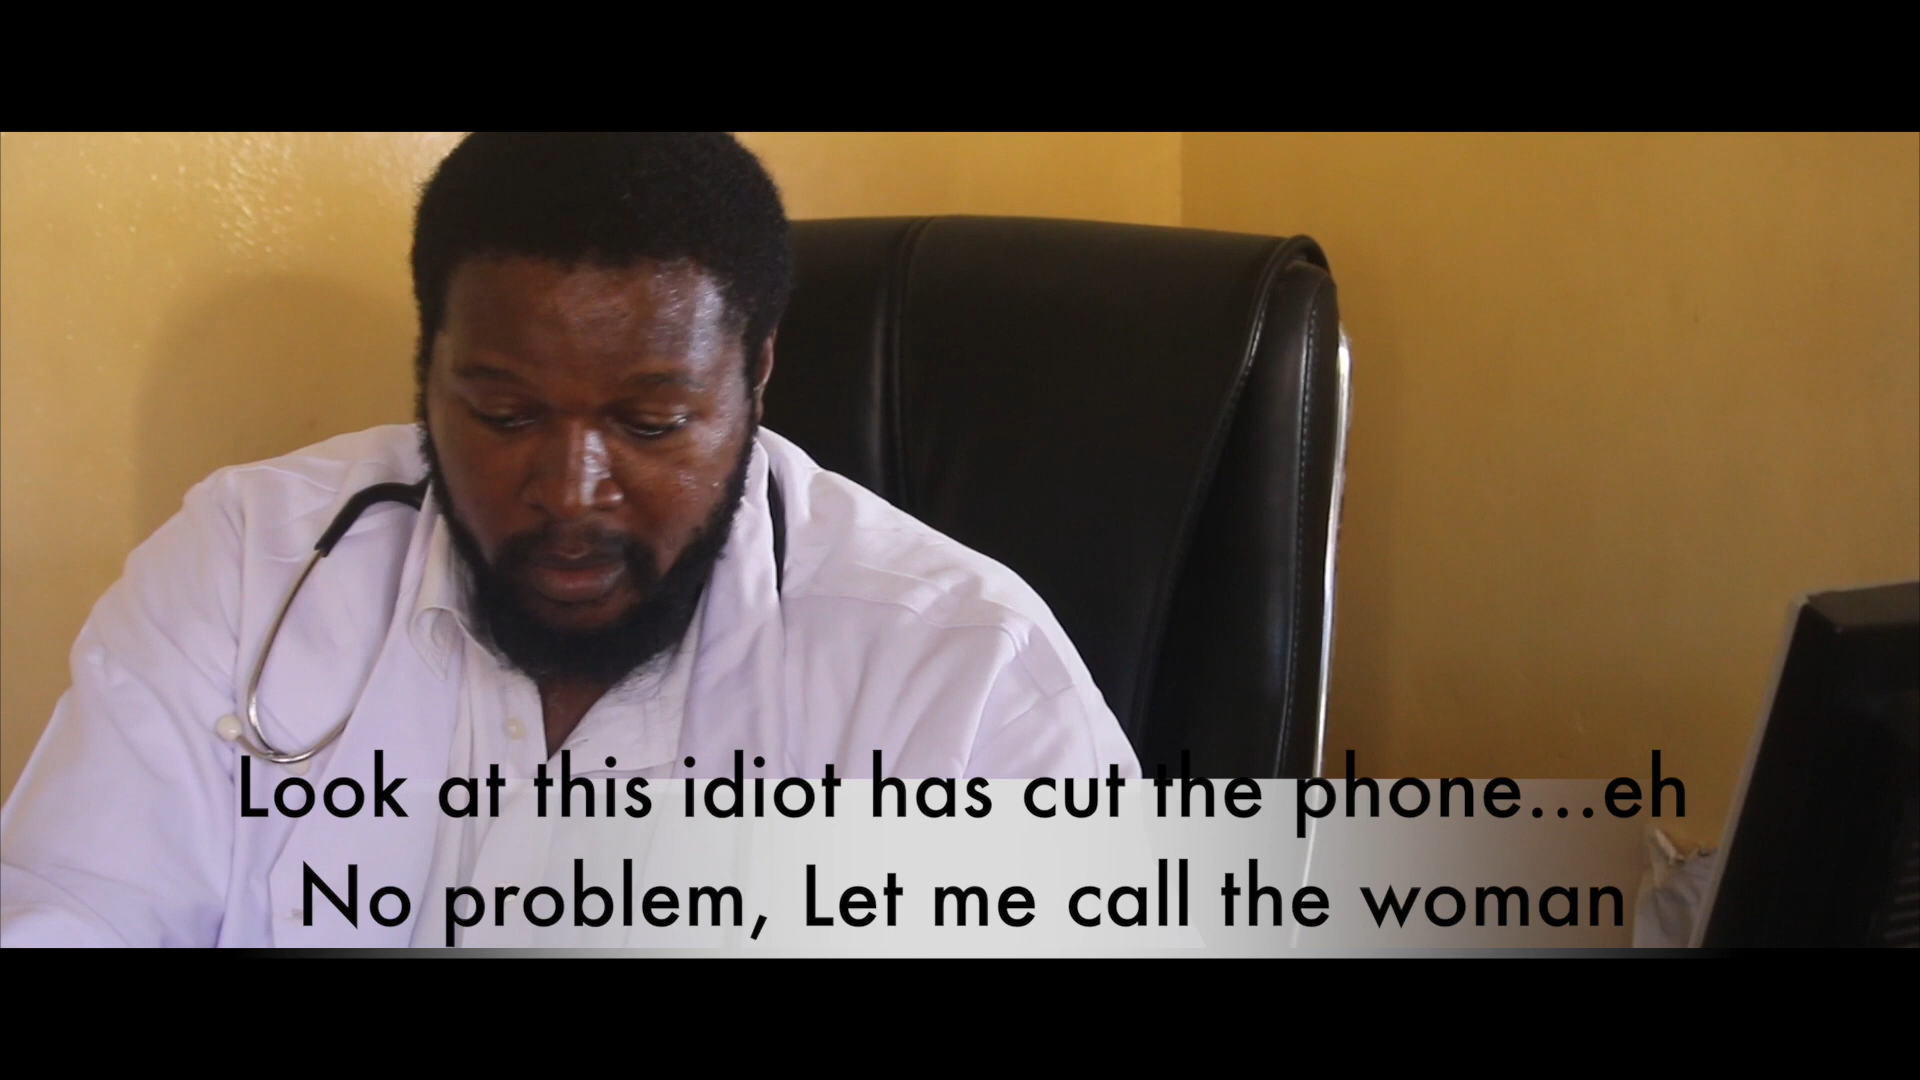 Look at this idiot has cut the phone...eh
No problem, Let me call the woman